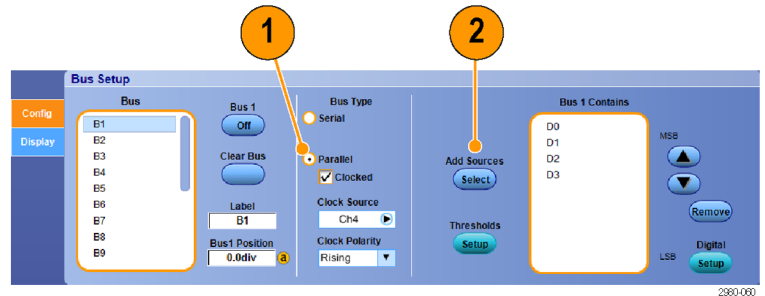 1
2
Bus Setup
Config
Display
Bus
B1
B2
B3
B4
B5
B6
B7
B8
B9
Bus 1
Off
Clear Bus
Label
B1
Bus1 Position
0.0div
a
Bus Type
Serial
Parallel
Clocked
Clock Source
Ch4
Clock Polarity
Rising
Add Sources
Select
Thresholds
Setup
Bus 1 Contains
D0
D1
D2
D3
MSB
Remove
LSB
Digital
Setup
2980-060